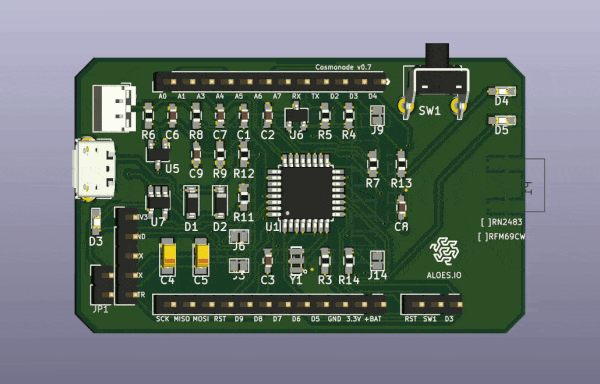 Cosmonade v0.7
A0 A1 A3 A4 A5 A6 A7 RX TX D2 D3 D4
SW1
D4
D5
R6 C6 R8 C7 C1 C2 U6 R5 R4 J9
U5 C9 R9 R12 R7 R13
U7 D1 D2 R11 U1 C8
[ ]RN2483
[ ]RFM69CW
D3
J6
C4 C5 J3 C3 Y1 R3 R14 J14
ALOES.IO
JP1
SCK MISO MOSI RST D9 D8 D7 D6 D5 GND 3.3V +BAT RST SW1 D3